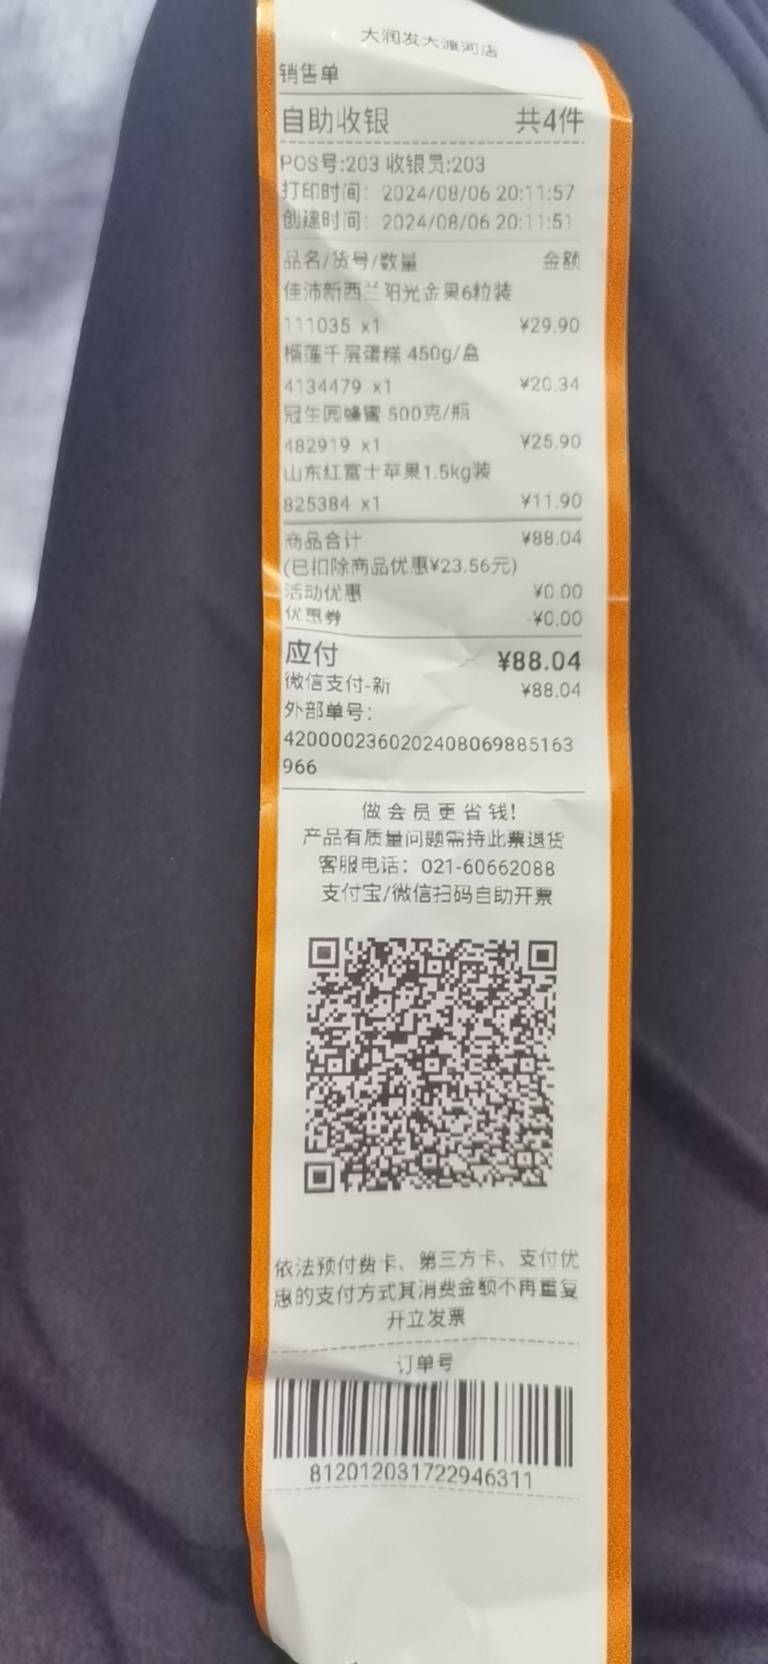 大润发大渡河店
销售单
自助收银 共4件
POS号:203 收银员:203
打印时间: 2024/08/06 20:11:57
创建时间: 2024/08/06 20:11:51
品名/货号/数量 金额
佳沛新西兰阳光金果6粒装
111035 x1 ¥29.90
榴莲千层蛋糕 450g/盒
4134479 x1 ¥20.34
冠生园蜂蜜 500克/瓶
482919 x1 ¥25.90
山东红富士苹果1.5kg装
825384 x1 ¥11.90
商品合计 ¥88.04
(已扣除商品优惠¥23.56元)
活动优惠 ¥0.00
优惠券 -¥0.00
应付 ¥88.04
微信支付-新 ¥88.04
外部单号:
4200002360202408069885163
966
做会员更省钱!
产品有质量问题需持此票退货
客服电话: 021-60662088
支付宝/微信扫码自助开票
依法预付费卡、第三方卡、支付优
惠的支付方式其消费金额不再重复
开立发票
订单号
812012031722946311